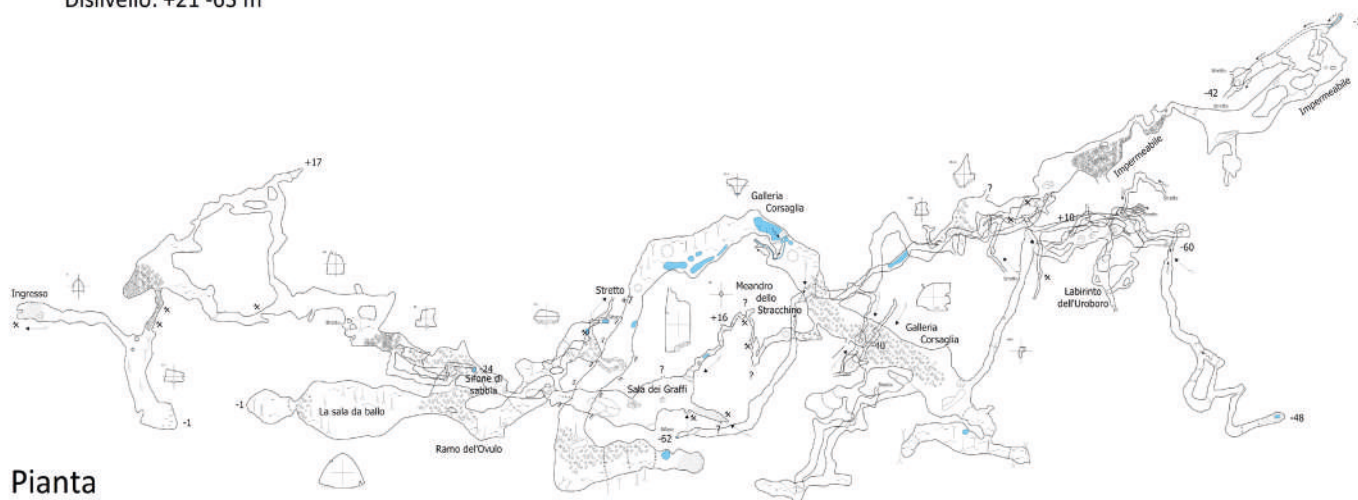 Dislivello: +21 -63 m
-42
Impermeabile
Impermeabile
+17
Galleria
Corsaglia
?
+18
-60
Ingresso
Stretto
+7
Meandro
dello
Stracchino
?
+16
Labirinto
dell'Uroboro
Galleria
Corsaglia
-40
-24
Sifone di
sabbia
?
?
Sala dei Graffi
-1
La sala da ballo
-1
?
-62
-48
Ramo del'Ovulo
Pianta